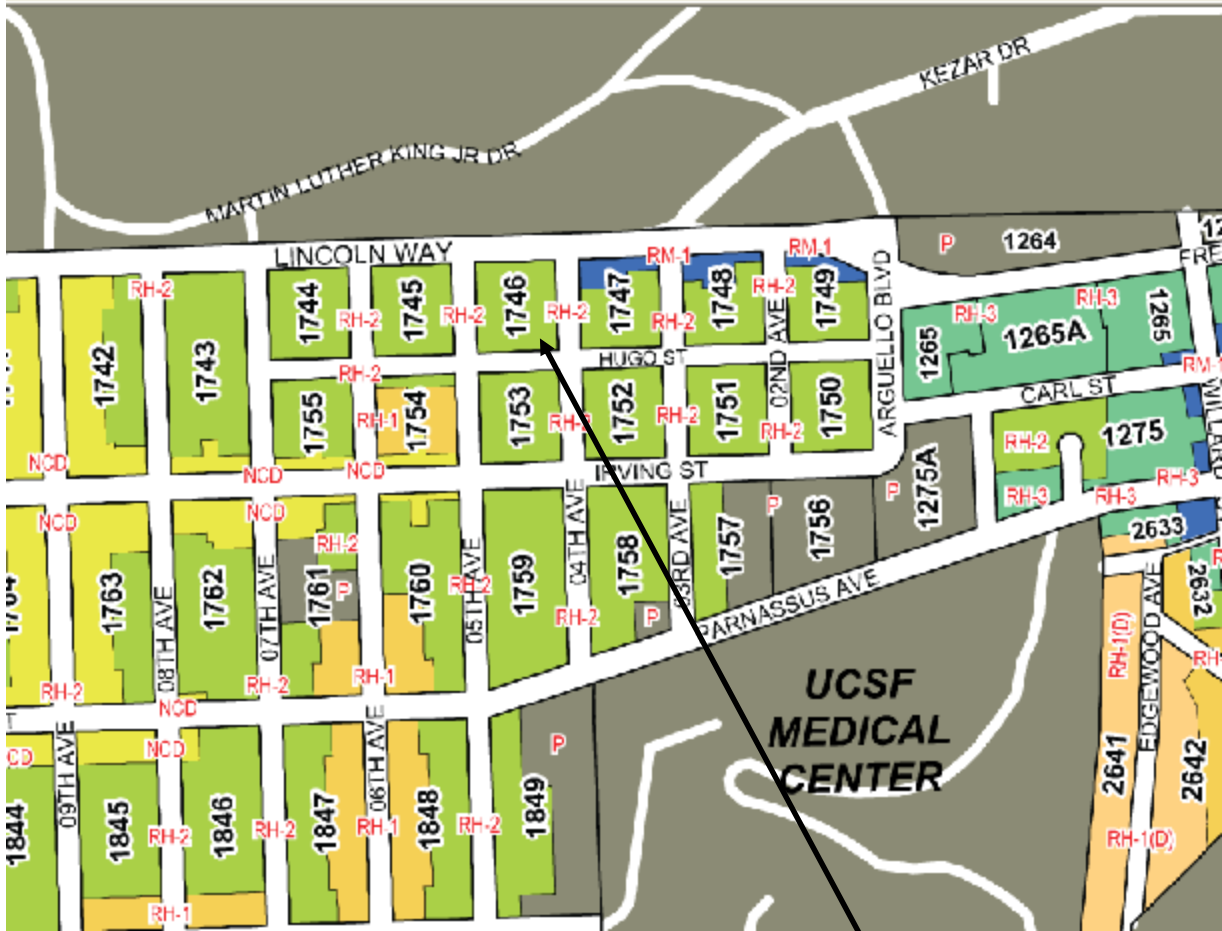 KEZAR DR
MARTIN LUTHER KING JR DR
LINCOLN WAY
RM-1
RM-1
P
1264
RH-2
1744
1745
1746
1747
1748
1749
RH-2
RH-2
RH-2
RH-2
RH-2
ARGUELLO BLVD
RH-3
RH-3
1265
1265A
1265
1742
1743
HUGO ST
02ND AVE
RM-1
CARL ST
RH-2
1755
1754
1753
1752
1751
1750
RH-1
RH-2
RH-2
RH-2
1275
NCD
NCD
NCD
IRVING ST
1275A
P
P
RH-3
RH-3
RH-3
NCD
NCD
1763
1762
1761
1760
1759
1758
1757
1756
2633
RH-2
P
RH-2
P
RH-2
04TH AVE
05TH AVE
07TH AVE
08TH AVE
PARNASSUS AVE
2632
RH-1(D)
EDGEWOOD AVE
RH-2
NCD
RH-2
RH-1
UCSF
MEDICAL
CENTER
NCD
P
2641
2642
09TH AVE
06TH AVE
1844
1845
1846
1847
1848
1849
RH-2
RH-2
RH-1
RH-2
RH-1(D)
RH-1